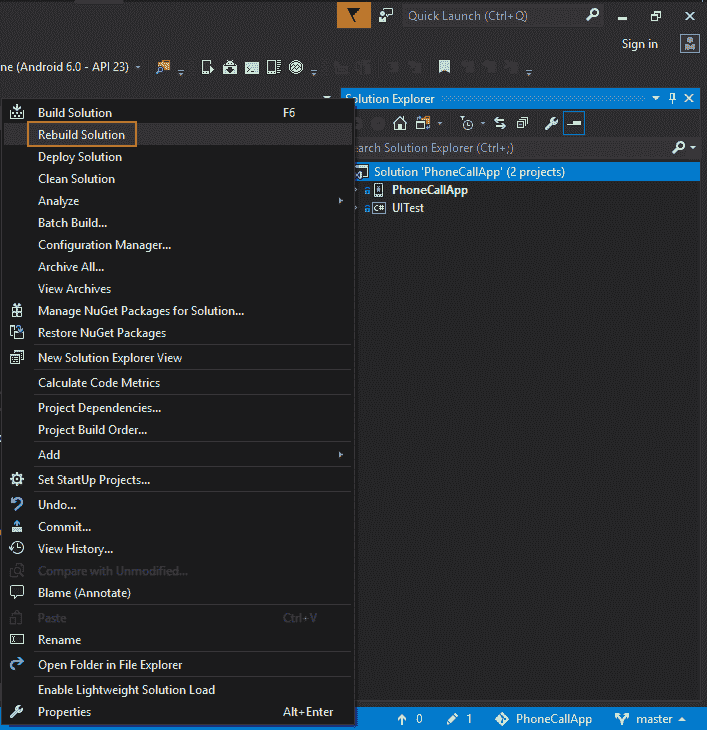 Quick Launch (Ctrl+Q)
Sign in
ne (Android 6.0 - API 23)
Solution Explorer
arch Solution Explorer (Ctrl+;)
Solution 'PhoneCallApp' (2 projects)
PhoneCallApp
C# UITest
Build Solution F6
Rebuild Solution
Deploy Solution
Clean Solution
Analyze
Batch Build...
Configuration Manager...
Archive All...
View Archives
Manage NuGet Packages for Solution...
Restore NuGet Packages
New Solution Explorer View
Calculate Code Metrics
Project Dependencies...
Project Build Order...
Add
Set StartUp Projects...
Undo...
Commit...
View History...
Compare with Unmodified...
Blame (Annotate)
Paste Ctrl+V
Rename
Open Folder in File Explorer
Enable Lightweight Solution Load
Properties Alt+Enter
0 1 PhoneCallApp master